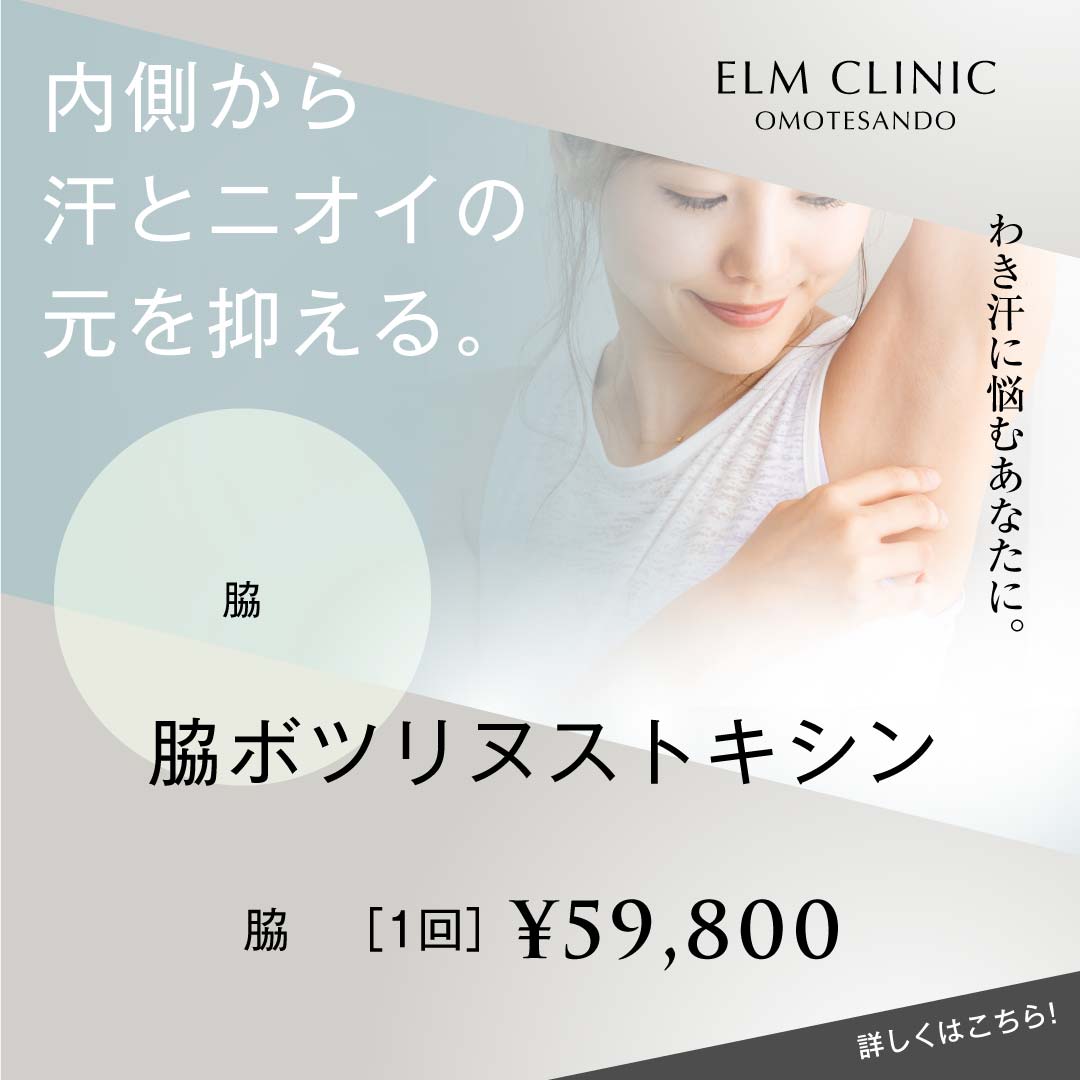 内側から
汗とニオイの
元を抑える。
ELM CLINIC
OMOTESANDO
わき汗に悩むあなたに。
脇
脇ボツリヌストキシン
脇 [1回] ¥59,800
詳しくはこちら!